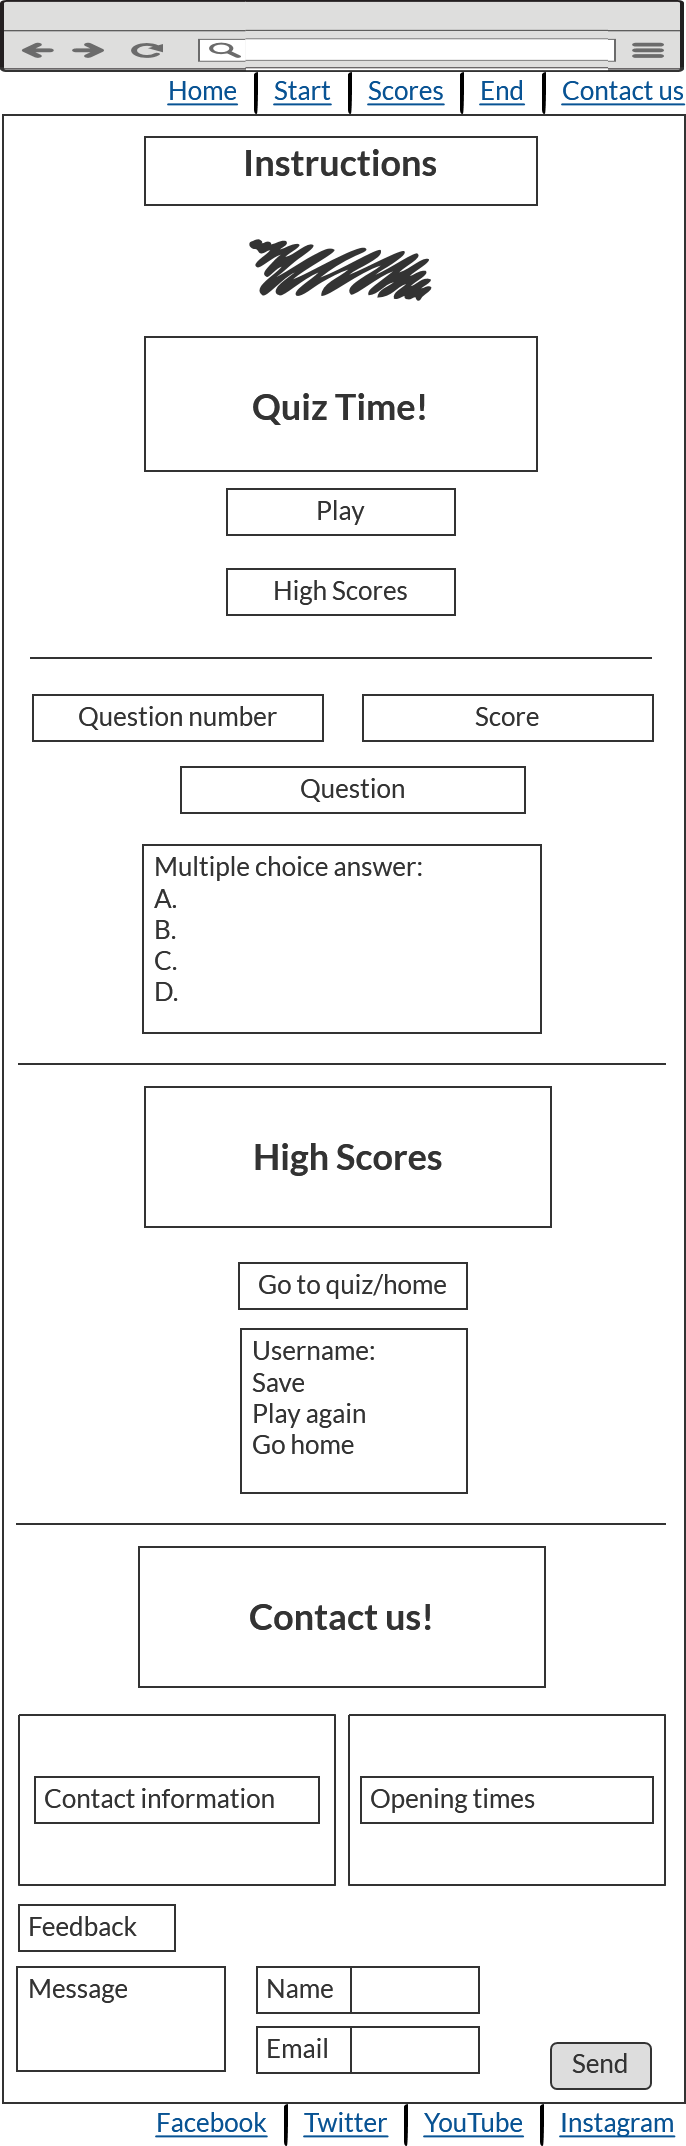 Home Start Scores End Contact us
Instructions
Quiz Time!
Play
High Scores
Question number Score
Question
Multiple choice answer:
A.
B.
C.
D.
High Scores
Go to quiz/home
Username:
Save
Play again
Go home
Contact us!
Contact information Opening times
Feedback
Message Name
Email
Send
Facebook Twitter YouTube Instagram